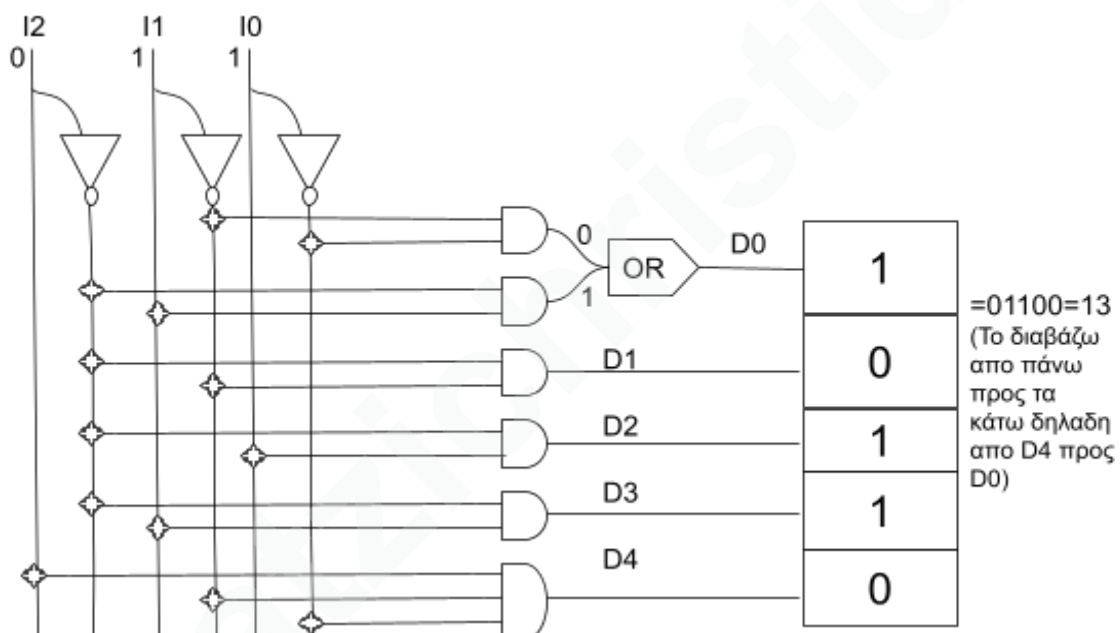 I2 I1 I0
0 1 1
0
OR
D0
1
1
=01100=13
(Το διαβάζω
απο πάνω
προς τα
κάτω δηλαδη
απο D4 προς
D0)
D1
0
D2
1
D3
1
D4
0